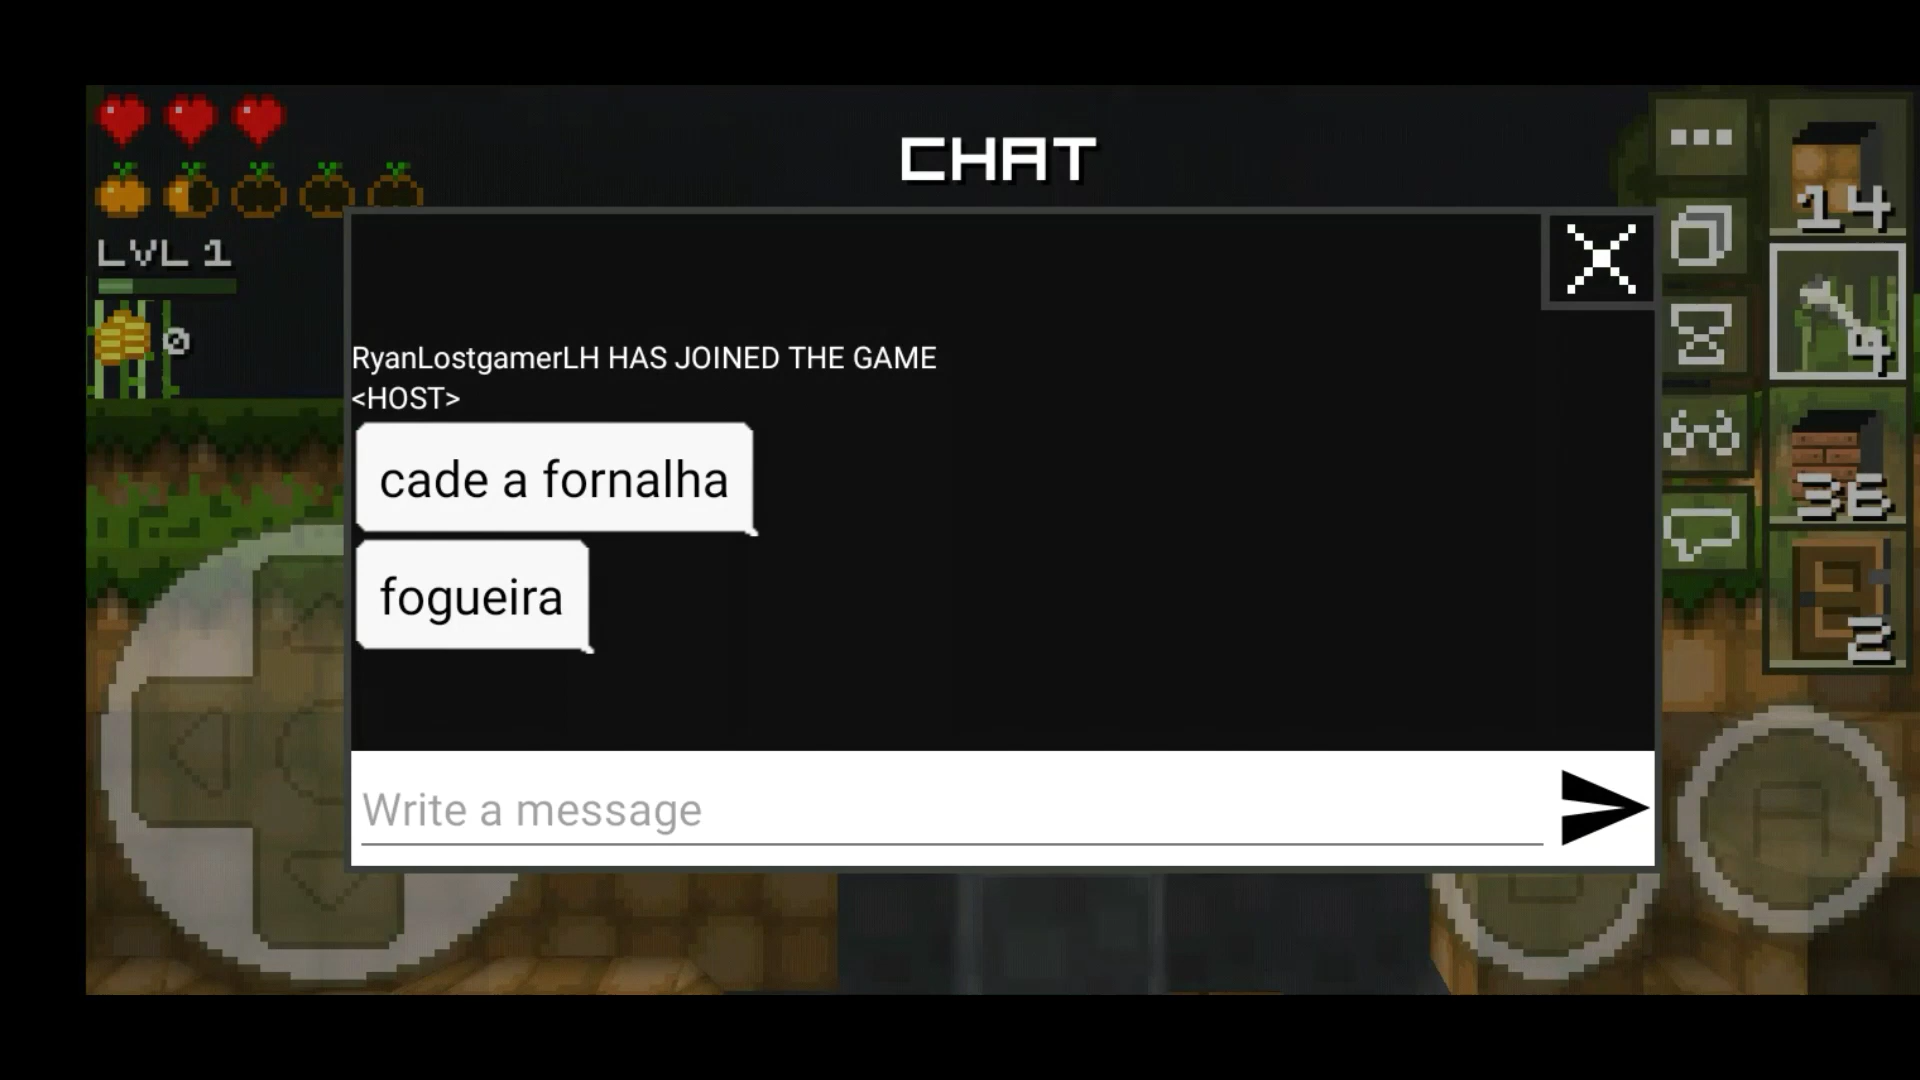 CHAT
LVL 1
0
RyanLostgamerLH HAS JOINED THE GAME
<HOST>
cade a fornalha
fogueira
Write a message
14
4
36
2
A